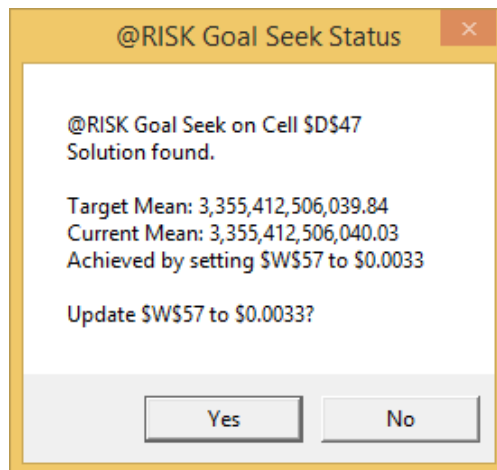 @RISK Goal Seek Status
@RISK Goal Seek on Cell $D$47
Solution found.
Target Mean: 3,355,412,506,039.84
Current Mean: 3,355,412,506,040.03
Achieved by setting $W$57 to $0.0033
Update $W$57 to $0.0033?
Yes
No